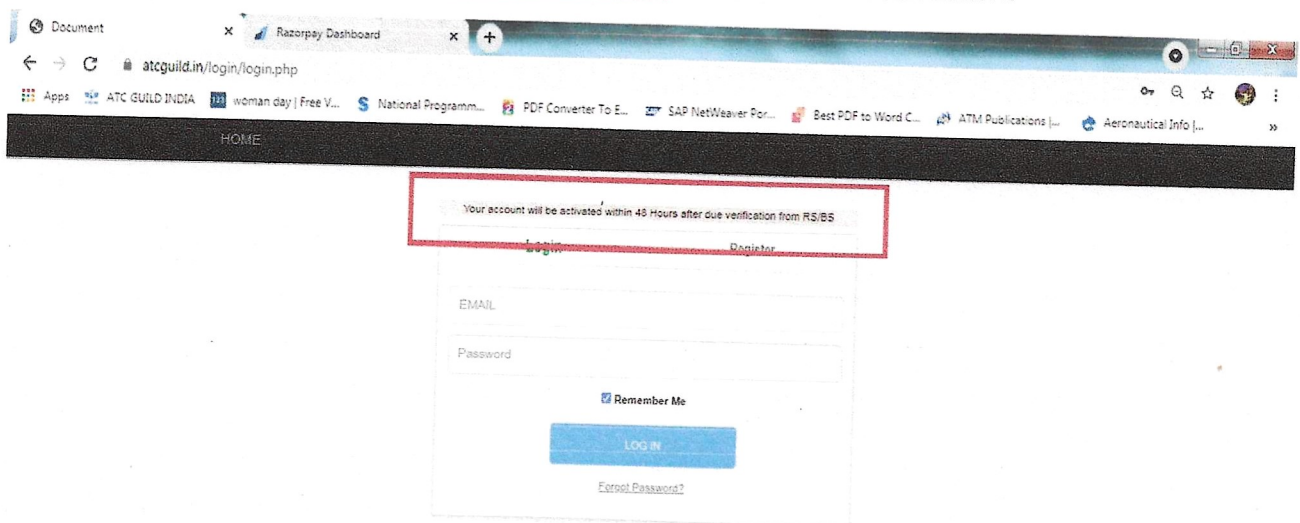 Document
Razorpay Dashboard
atcguild.in/login/login.php
Apps ATC GUILD INDIA 123 woman day | Free V... National Programm... PDF Converter To E... SAP NetWeaver Por... Best PDF to Word C... ATM Publications |... Aeronautical Info |... »
HOME
Your account will be activated within 48 Hours after due verification from RS/BS
Login Register
EMAIL
Password
Remember Me
LOG IN
Forgot Password?